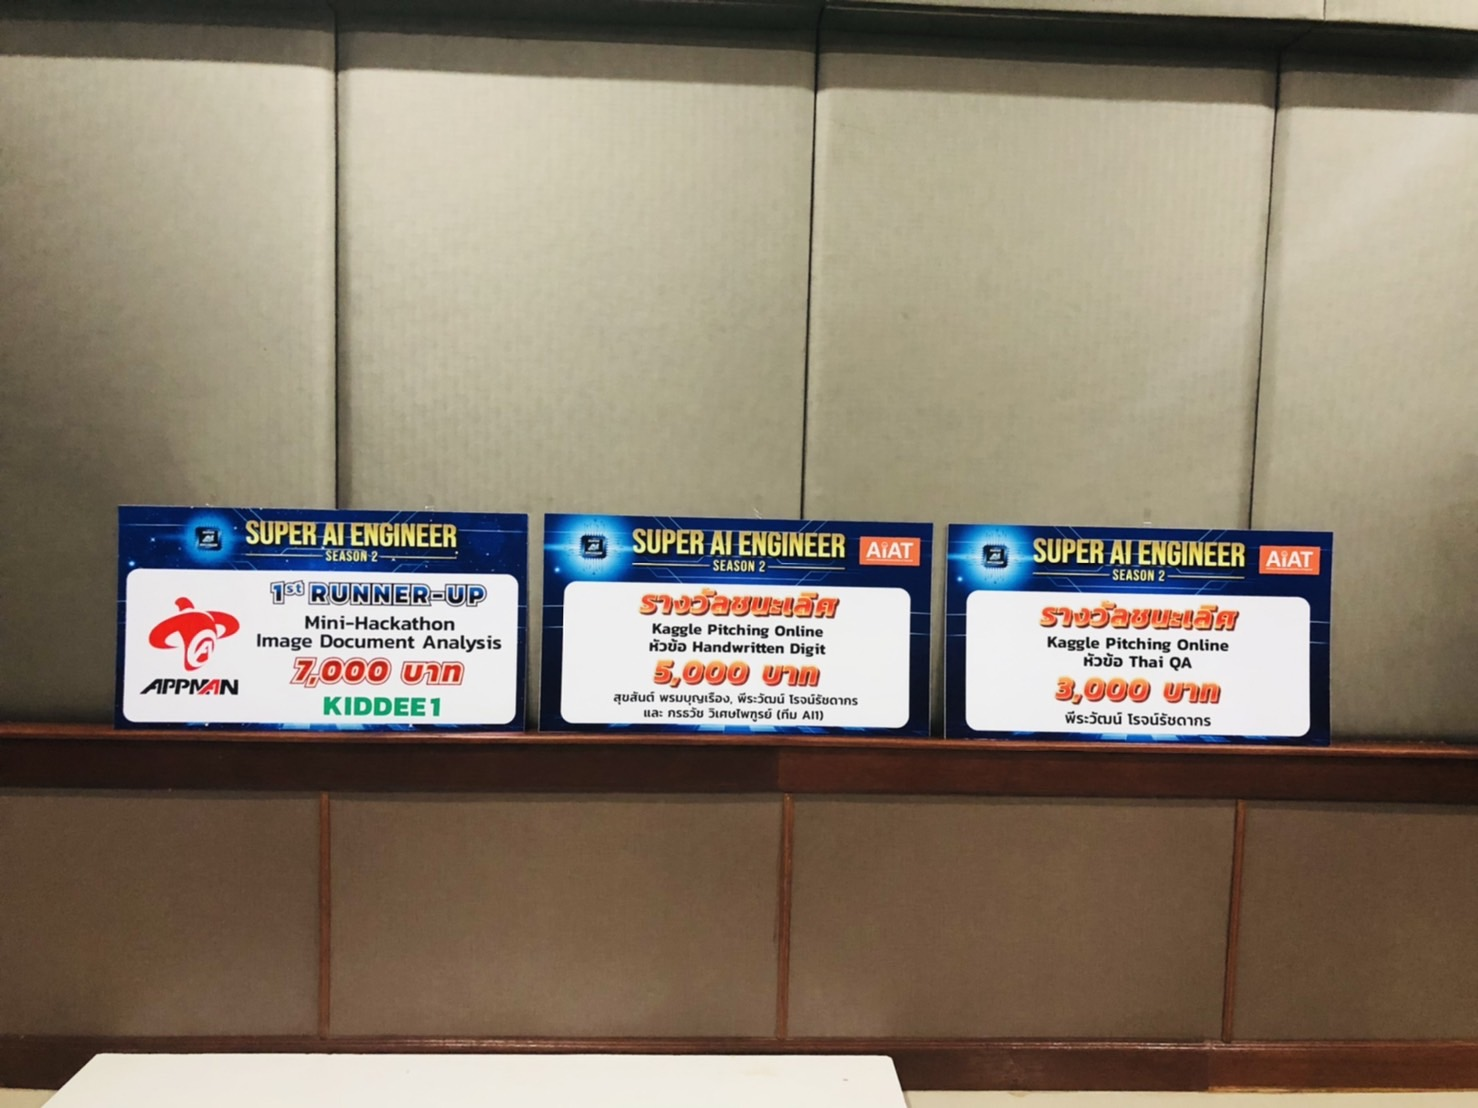 SUPER AI ENGINEER
SEASON 2
1st RUNNER-UP
Mini-Hackathon
Image Document Analysis
7,000 บาท
KIDDEE1
APPMAN
SUPER AI ENGINEER
SEASON 2
AiAT
รางวัลชนะเลิศ
Kaggle Pitching Online
หัวข้อ Handwritten Digit
5,000 บาท
สุขสันต์ พรมบุญเรือง, พีระวัฒน์ โรจน์รัชดากร
และ กรธวัช วิเศษไพฑูรย์ (ทีม AI1)
SUPER AI ENGINEER
SEASON 2
AiAT
รางวัลชนะเลิศ
Kaggle Pitching Online
หัวข้อ Thai QA
3,000 บาท
พีระวัฒน์ โรจน์รัชดากร